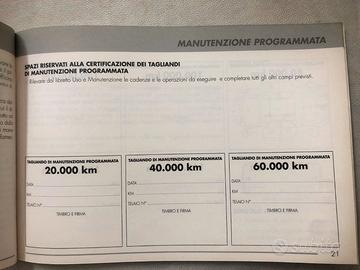 MANUTENZIONE PROGRAMMATA
SPAZI RISERVATI ALLA CERTIFICAZIONE DEI TAGLIANDI
DI MANUTENZIONE PROGRAMMATA
Rilevare dal libretto Uso e Manutenzione le cadenze e le operazioni da eseguire e completare tutti gli altri campi previsti.
TAGLIANDO DI MANUTENZIONE PROGRAMMATA
20.000 km
DATA
KM
TELAIO N°
TIMBRO E FIRMA
TAGLIANDO DI MANUTENZIONE PROGRAMMATA
40.000 km
DATA
KM
TELAIO N°
TIMBRO E FIRMA
TAGLIANDO DI MANUTENZIONE PROGRAMMATA
60.000 km
DATA
KM
TELAIO N°
TIMBRO E FIRMA
21